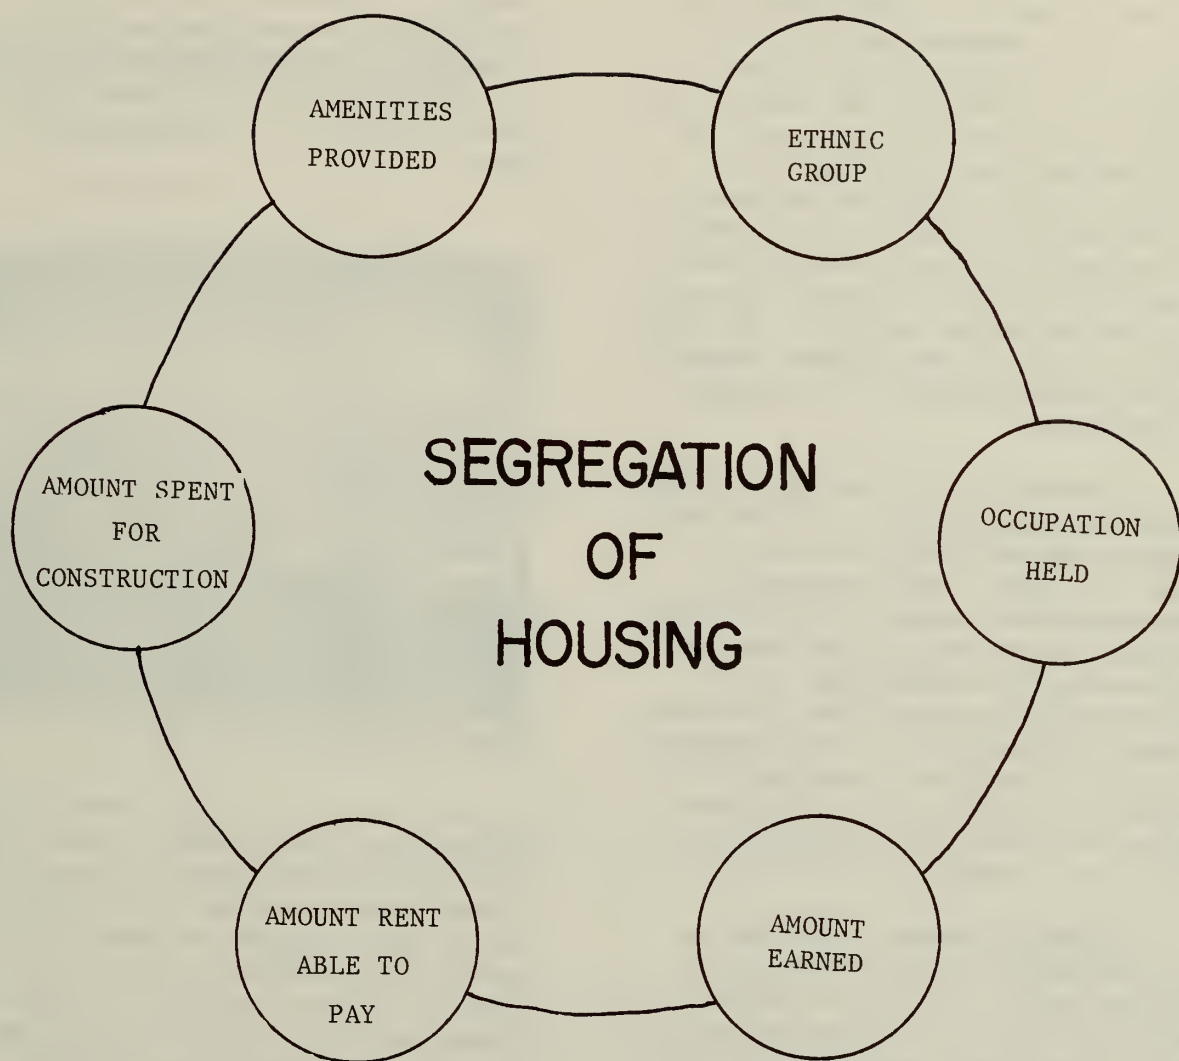 AMENITIES
PROVIDED
ETHNIC
GROUP
OCCUPATION
HELD
AMOUNT
EARNED
AMOUNT RENT
ABLE TO
PAY
AMOUNT SPENT
FOR
CONSTRUCTION
SEGREGATION
OF
HOUSING